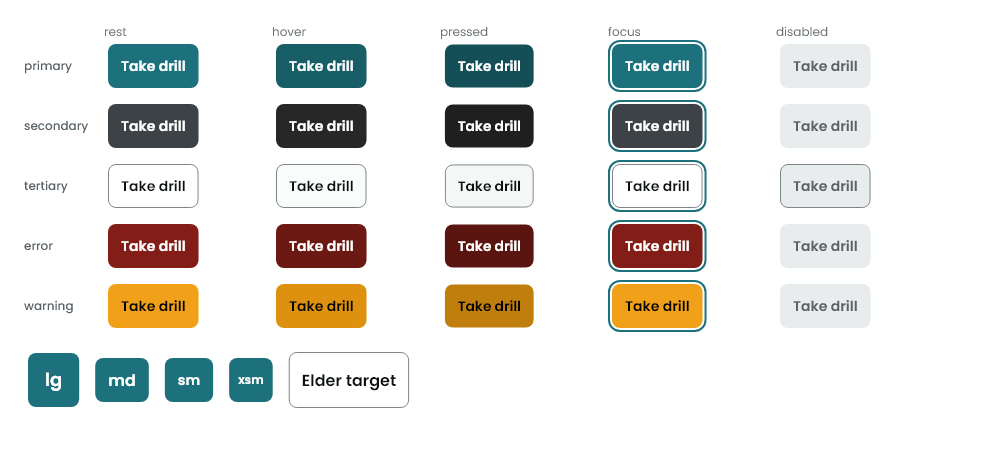 rest hover pressed focus disabled
primary Take drill Take drill Take drill Take drill Take drill
secondary Take drill Take drill Take drill Take drill Take drill
tertiary Take drill Take drill Take drill Take drill Take drill
error Take drill Take drill Take drill Take drill Take drill
warning Take drill Take drill Take drill Take drill Take drill
lg md sm xsm Elder target